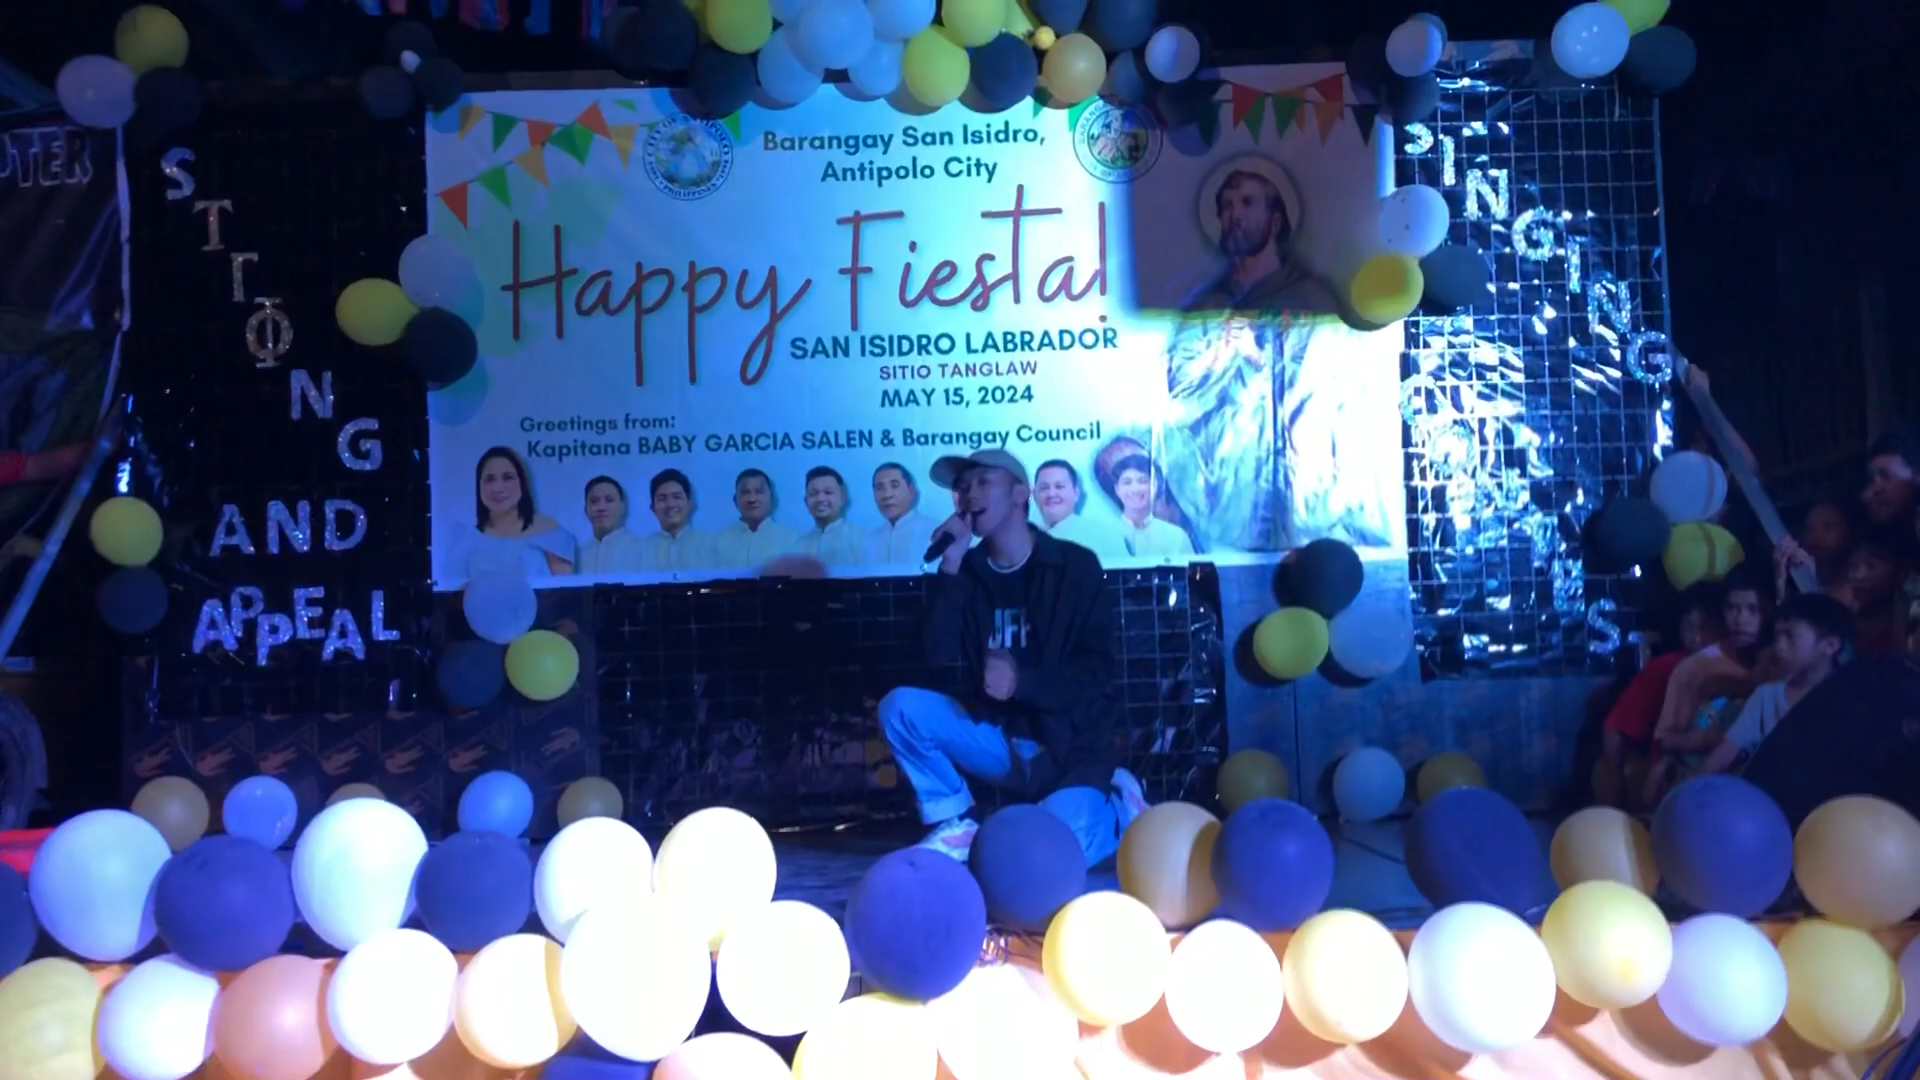 STRONG
AND
APPEAL
Barangay San Isidro,
Antipolo City
Happy Fiesta!
SAN ISIDRO LABRADOR
SITIO TANGLAW
MAY 15, 2024
Greetings from:
Kapitana BABY GARCIA SALEN & Barangay Council
SINGING